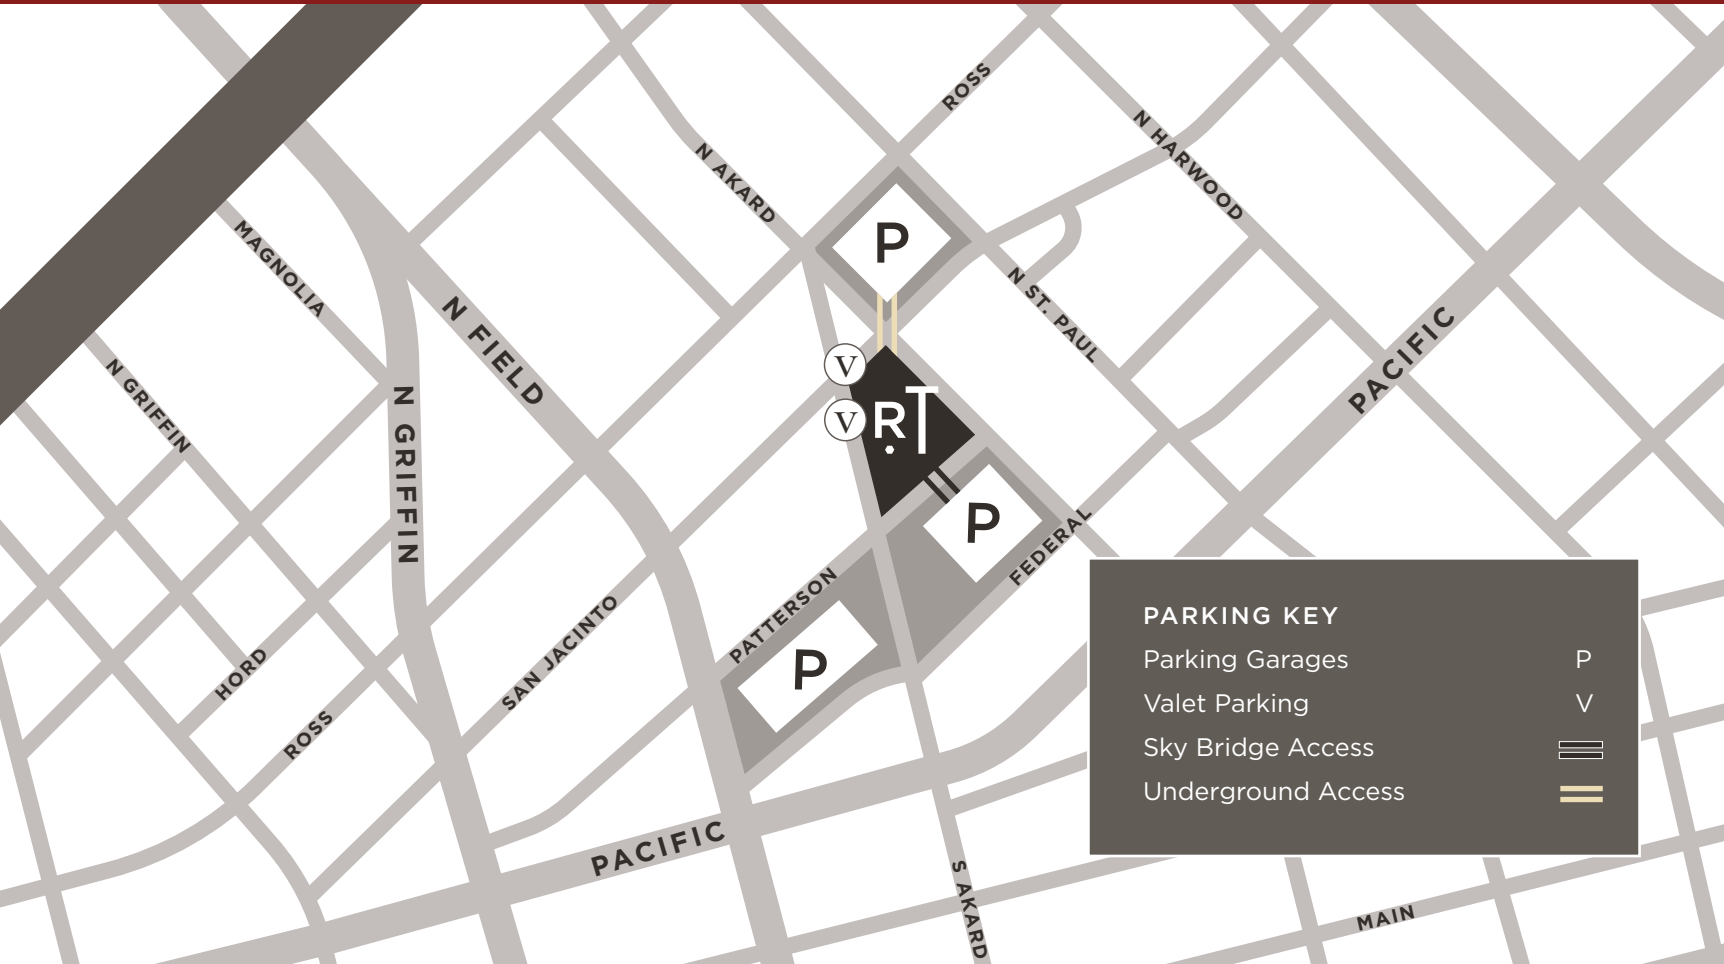 ROSS
N HARWOOD
N AKARD
P
MAGNOLIA
N ST. PAUL
N FIELD
PACIFIC
N GRIFFIN
V
V
RT
N GRIFFIN
P
FEDERAL
PATTERSON
P
SAN JACINTO
HORD
ROSS
PACIFIC
S AKARD
MAIN
PARKING KEY
Parking Garages P
Valet Parking V
Sky Bridge Access
Underground Access